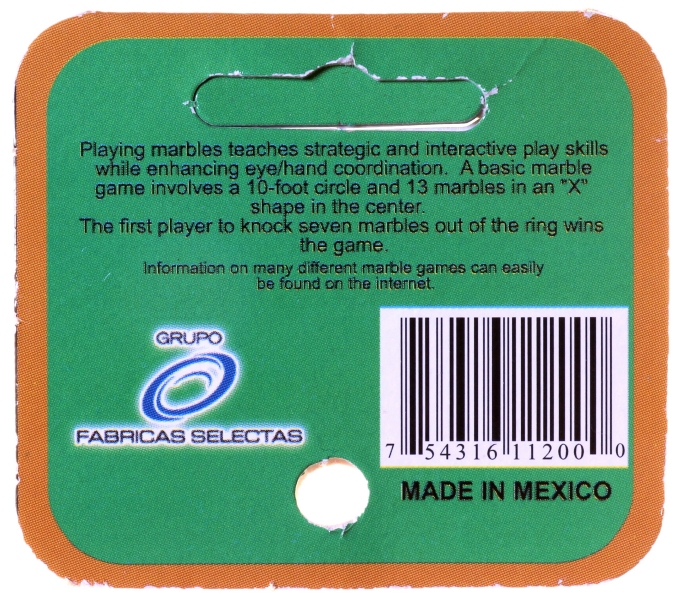 Playing marbles teaches strategic and interactive play skills
while enhancing eye/hand coordination. A basic marble
game involves a 10-foot circle and 13 marbles in an "X"
shape in the center.
The first player to knock seven marbles out of the ring wins
the game.
Information on many different marble games can easily
be found on the internet.
GRUPO
FABRICAS SELECTAS
7 54316 11200 0
MADE IN MEXICO